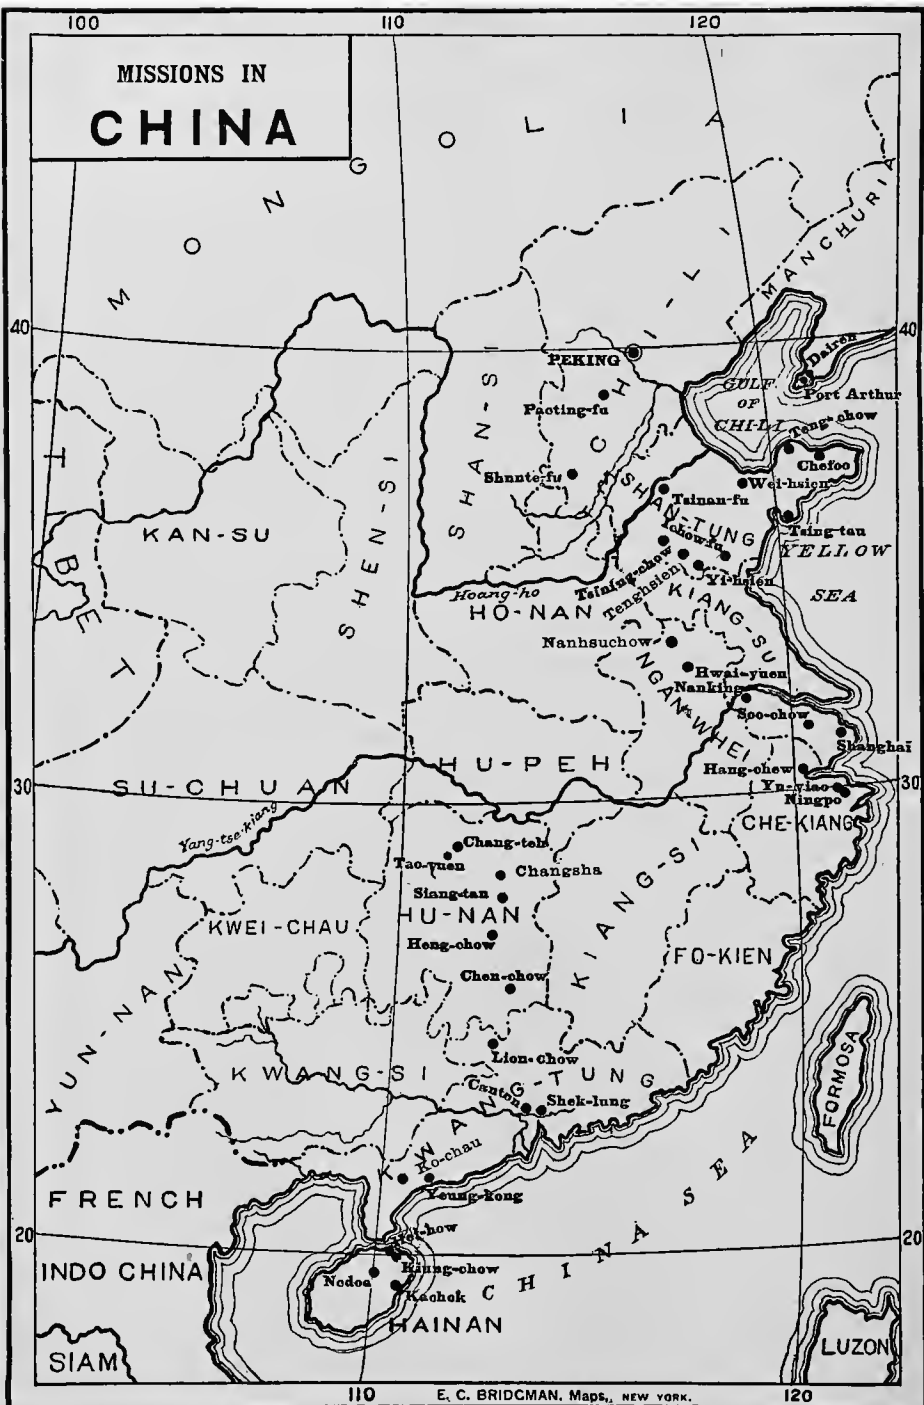 100 110 120
MISSIONS IN
CHINA
MONGOLIA
MANCHURIA
CHI-LI
40 40
PEKING
Dairen
Port Arthur
GULF
OF
CHI-LI
Paoting-fu
Teng-chow
Chefoo
SHAN-SI
Shunte-fu
Wei-hsien
SHAN-TUNG
Tsinan-fu
Tsing-tau
TIBET
KAN-SU
SHEN-SI
Ichowfu
YELLOW
SEA
Tsining-chow
Yi-hsien
Tenghsien
Hoang-ho
HO-NAN
KIANG-SU
Nanhsuchow
Hwai-yuen
NGAN-WHEI
Nanking
Soo-chow
Shanghai
SU-CHUAN
HU-PEH
Hang-chew
30 30
Yu-yiao
Ningpo
CHE-KIANG
Yang-tse-kiang
Chang-teh
Tao-yuen
Changsha
Siang-tan
KWEI-CHAU
HU-NAN
KIANG-SI
Heng-chow
FO-KIEN
Chen-chow
YUN-NAN
Lion-chow
KWANG-SI
KWANG-TUNG
Canton
Shek-lung
FORMOSA
Ko-chau
Yeung-kong
FRENCH
INDO CHINA
CHINA SEA
20 20
Hoi-how
Kiung-chow
Nodoa
Kachek
HAINAN
SIAM
LUZON
110 120
E. C. BRIDGMAN. Maps,, NEW YORK.